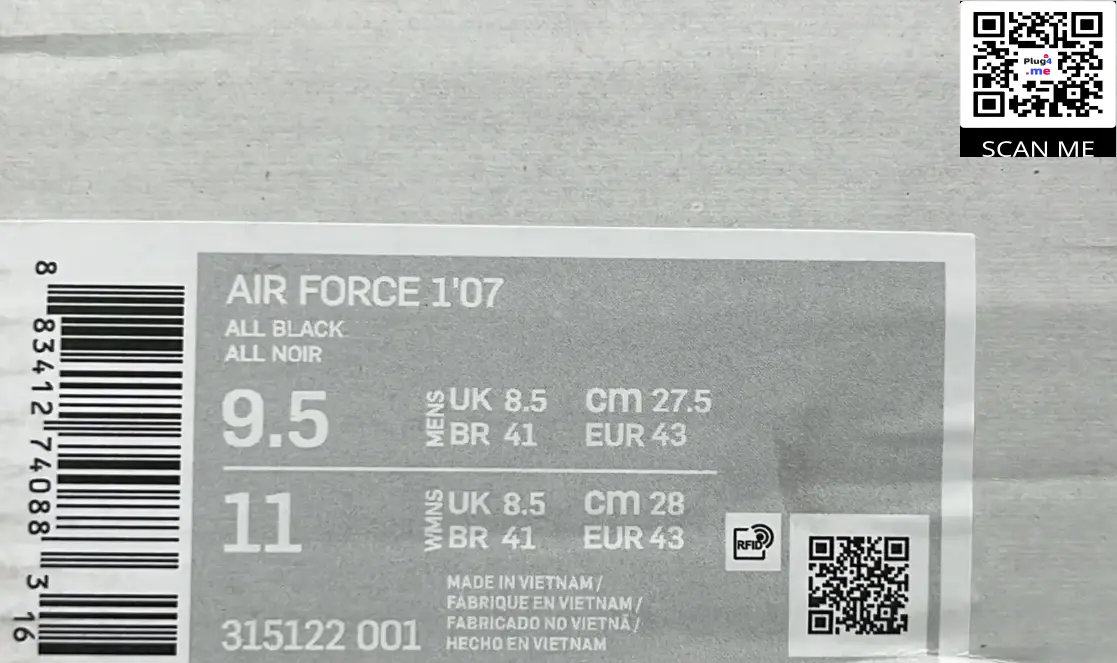 Plug4
.me
SCAN ME
AIR FORCE 1'07
ALL BLACK
ALL NOIR
9.5
MENS
UK 8.5 cm 27.5
BR 41 EUR 43
11
WMNS
UK 8.5 cm 28
BR 41 EUR 43
RFID
MADE IN VIETNAM /
FABRIQUE EN VIETNAM /
FABRICADO NO VIETNÃ /
HECHO EN VIETNAM
315122 001
8 83412 74088 3 16